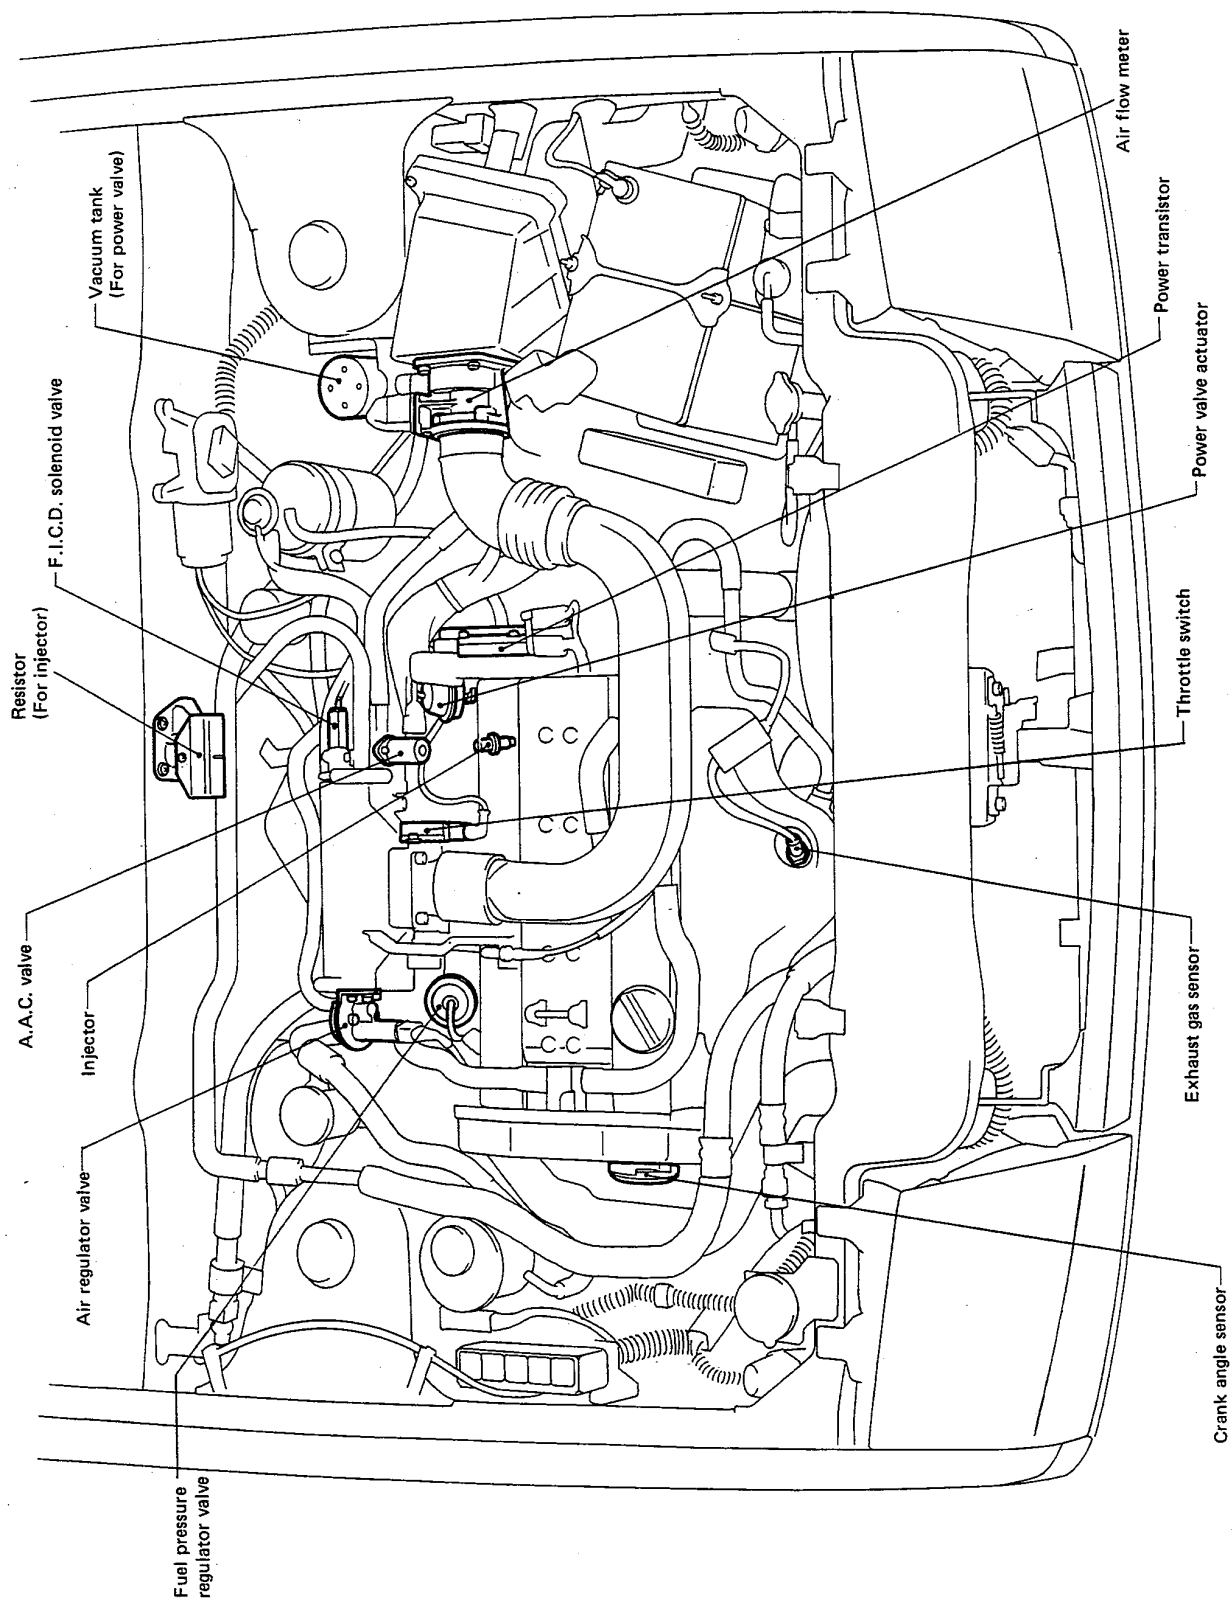 Fuel pressure
regulator valve
Air regulator valve
Injector
A.A.C. valve
Resistor
(For injector)
F.I.C.D. solenoid valve
Vacuum tank
(For power valve)
Crank angle sensor
Exhaust gas sensor
Throttle switch
Power valve actuator
Power transistor
Air flow meter